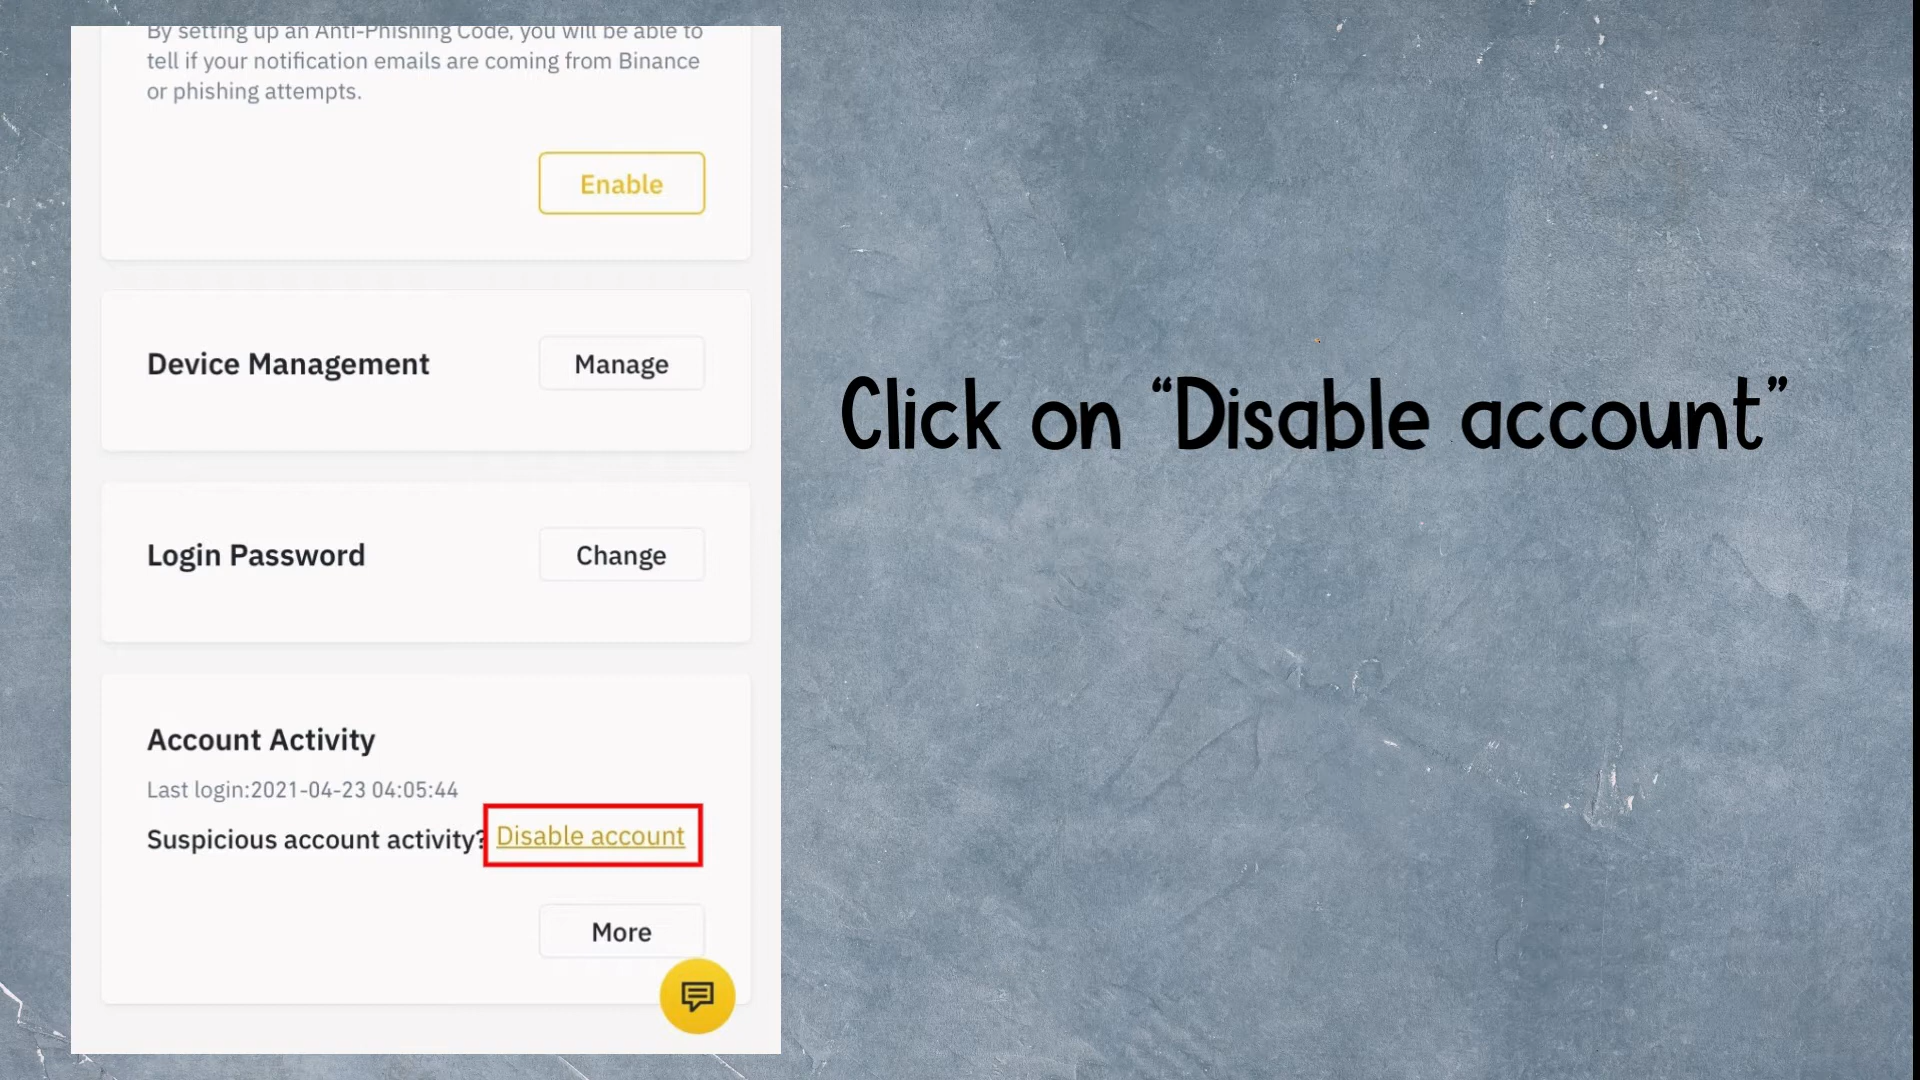 By setting up an Anti-Phishing Code, you will be able to
tell if your notification emails are coming from Binance
or phishing attempts.
Enable
Device Management
Manage
Login Password
Change
Account Activity
Last login:2021-04-23 04:05:44
Suspicious account activity? Disable account
More
Click on “Disable account”